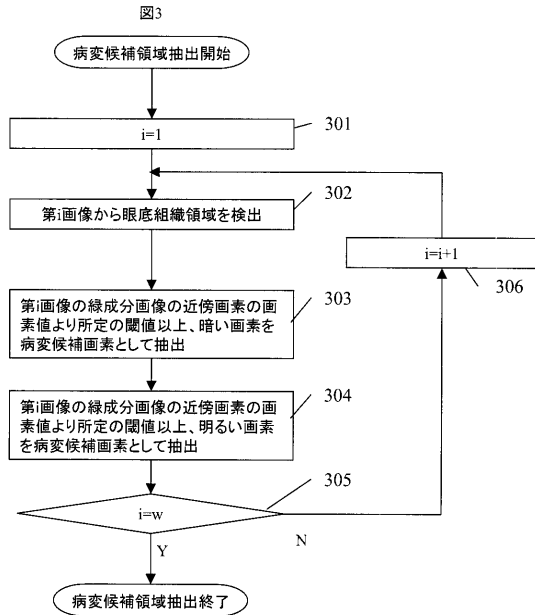 図3
病変候補領域抽出開始
i=1
301
302
第i画像から眼底組織領域を検出
i=i+1
306
第i画像の緑成分画像の近傍画素の画
素値より所定の閾値以上、暗い画素を
病変候補画素として抽出
303
第i画像の緑成分画像の近傍画素の画
素値より所定の閾値以上、明るい画素
を病変候補画素として抽出
304
305
i=w
N
Y
病変候補領域抽出終了